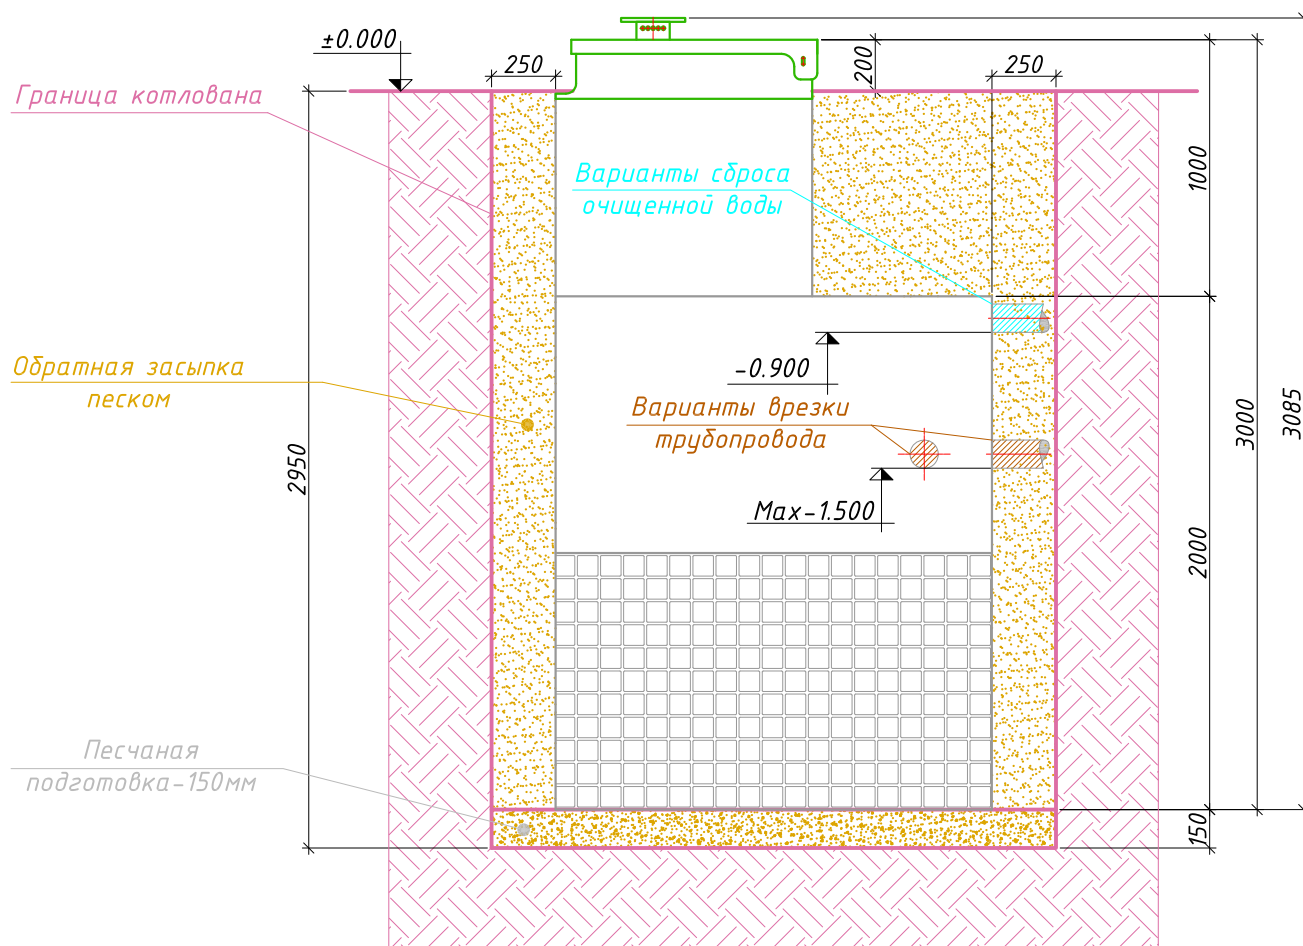 ±0.000
250
200
250
Граница котлована
1000
Варианты сброса
очищенной воды
Обратная засыпка
песком
-0.900
Варианты врезки
трубопровода
3000
3085
2950
Max-1.500
2000
Песчаная
подготовка-150мм
150